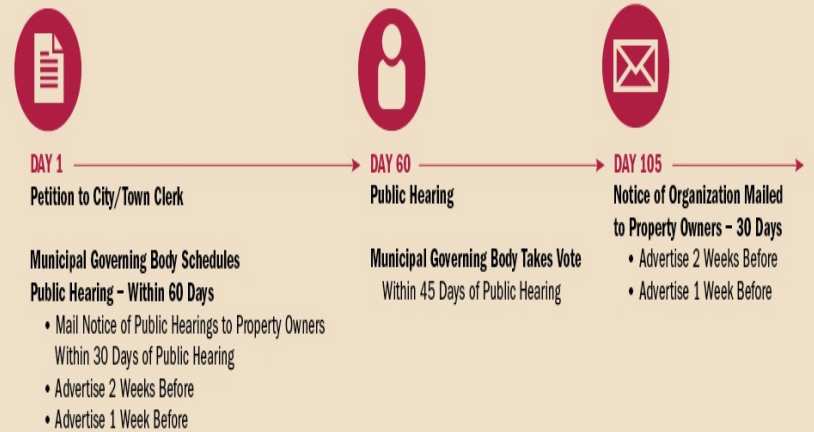 DAY 1
Petition to City/Town Clerk
Municipal Governing Body Schedules
Public Hearing – Within 60 Days
• Mail Notice of Public Hearings to Property Owners
Within 30 Days of Public Hearing
• Advertise 2 Weeks Before
• Advertise 1 Week Before
DAY 60
Public Hearing
Municipal Governing Body Takes Vote
Within 45 Days of Public Hearing
DAY 105
Notice of Organization Mailed
to Property Owners – 30 Days
• Advertise 2 Weeks Before
• Advertise 1 Week Before